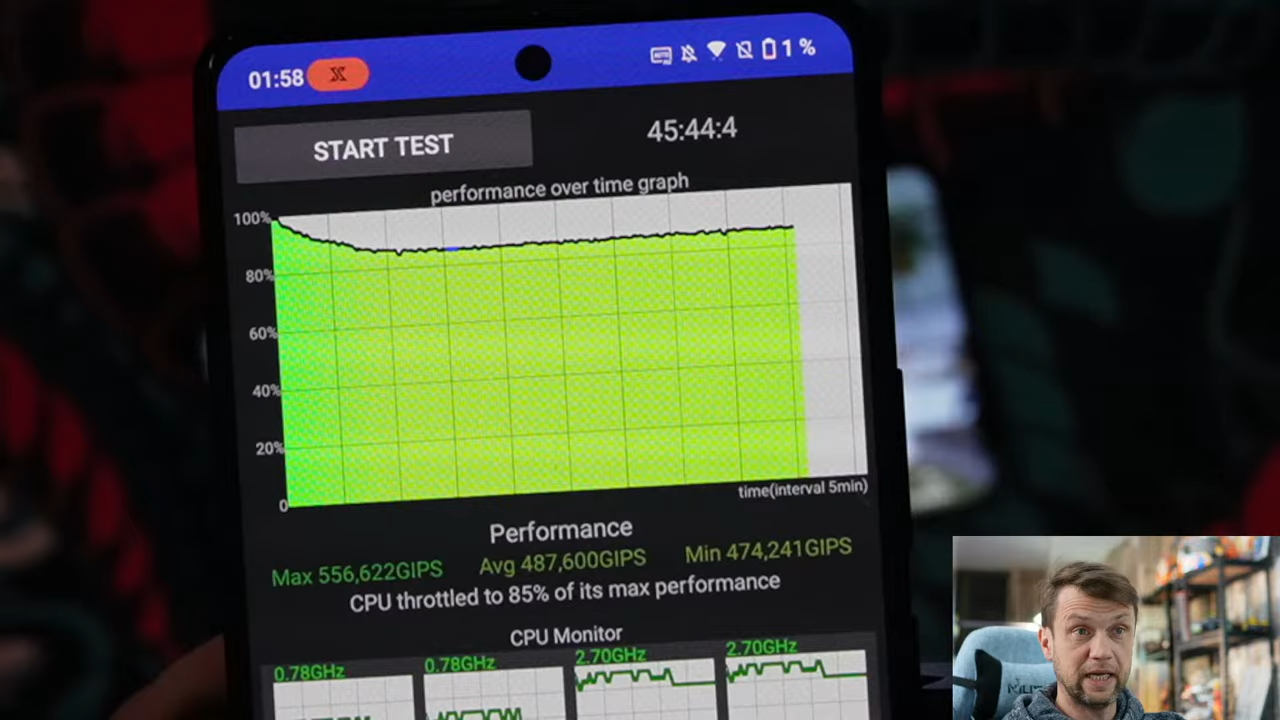 01:58 1%
START TEST
45:44:4
performance over time graph
100%
80%
60%
40%
20%
0
time(interval 5min)
Performance
Max 556,622GIPS Avg 487,600GIPS Min 474,241GIPS
CPU throttled to 85% of its max performance
CPU Monitor
0.78GHz 0.78GHz 2.70GHz 2.70GHz